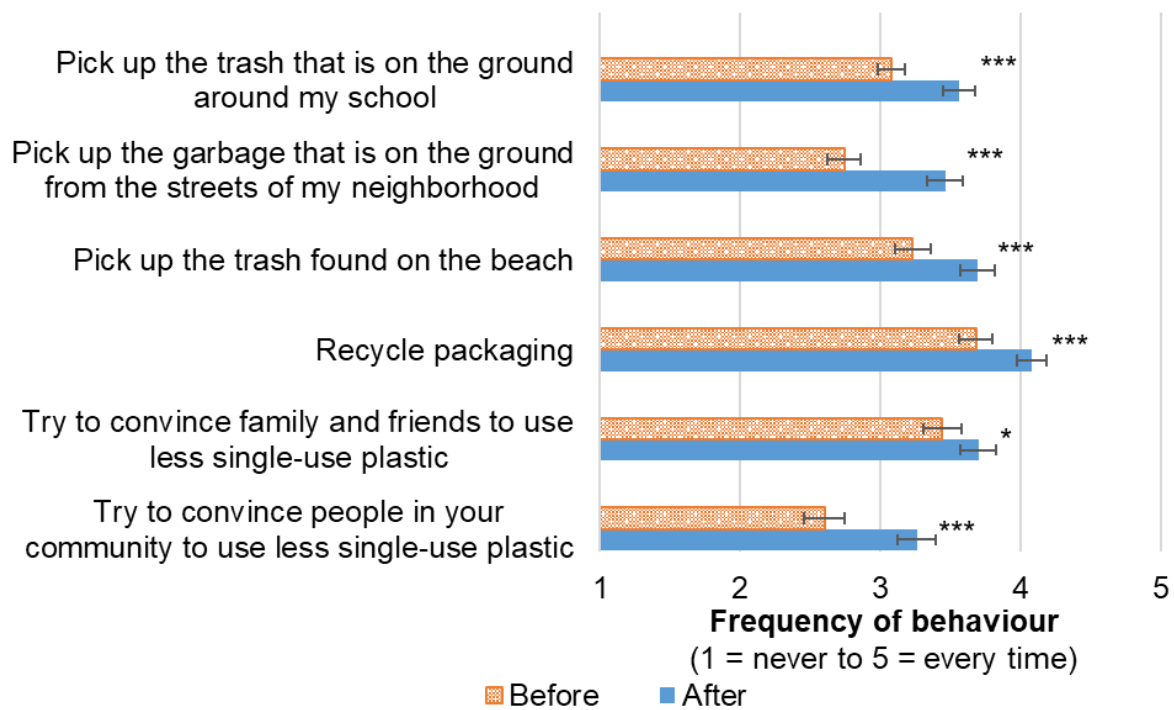 Pick up the trash that is on the ground
around my school
***
Pick up the garbage that is on the ground
from the streets of my neighborhood
***
Pick up the trash found on the beach
***
Recycle packaging
***
Try to convince family and friends to use
less single-use plastic
*
Try to convince people in your
community to use less single-use plastic
***
1 2 3 4 5
Frequency of behaviour
(1 = never to 5 = every time)
Before After